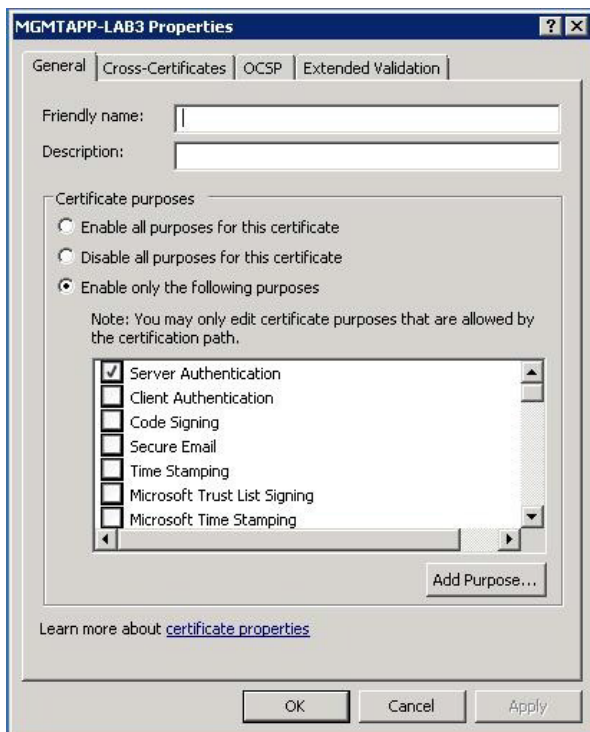 MGMTAPP-LAB3 Properties
General Cross-Certificates OCSP Extended Validation
Friendly name:
Description:
Certificate purposes
Enable all purposes for this certificate
Disable all purposes for this certificate
Enable only the following purposes
Note: You may only edit certificate purposes that are allowed by
the certification path.
Server Authentication
Client Authentication
Code Signing
Secure Email
Time Stamping
Microsoft Trust List Signing
Microsoft Time Stamping
Add Purpose...
Learn more about certificate properties
OK Cancel Apply